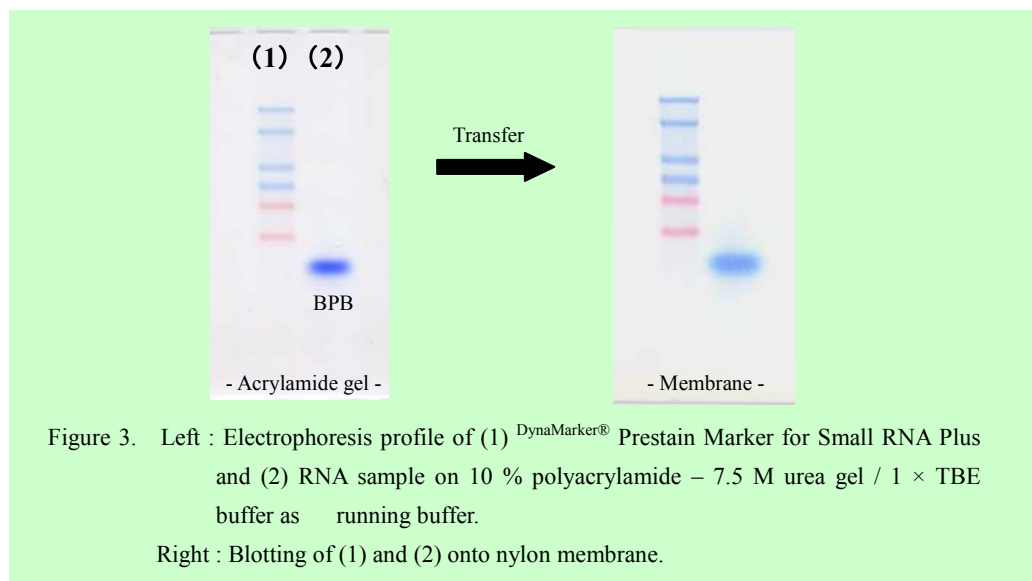 (1) (2)
Transfer
BPB
- Acrylamide gel -
- Membrane -
Figure 3. Left : Electrophoresis profile of (1) DynaMarker® Prestain Marker for Small RNA Plus
and (2) RNA sample on 10 % polyacrylamide – 7.5 M urea gel / 1 × TBE
buffer as running buffer.
Right : Blotting of (1) and (2) onto nylon membrane.